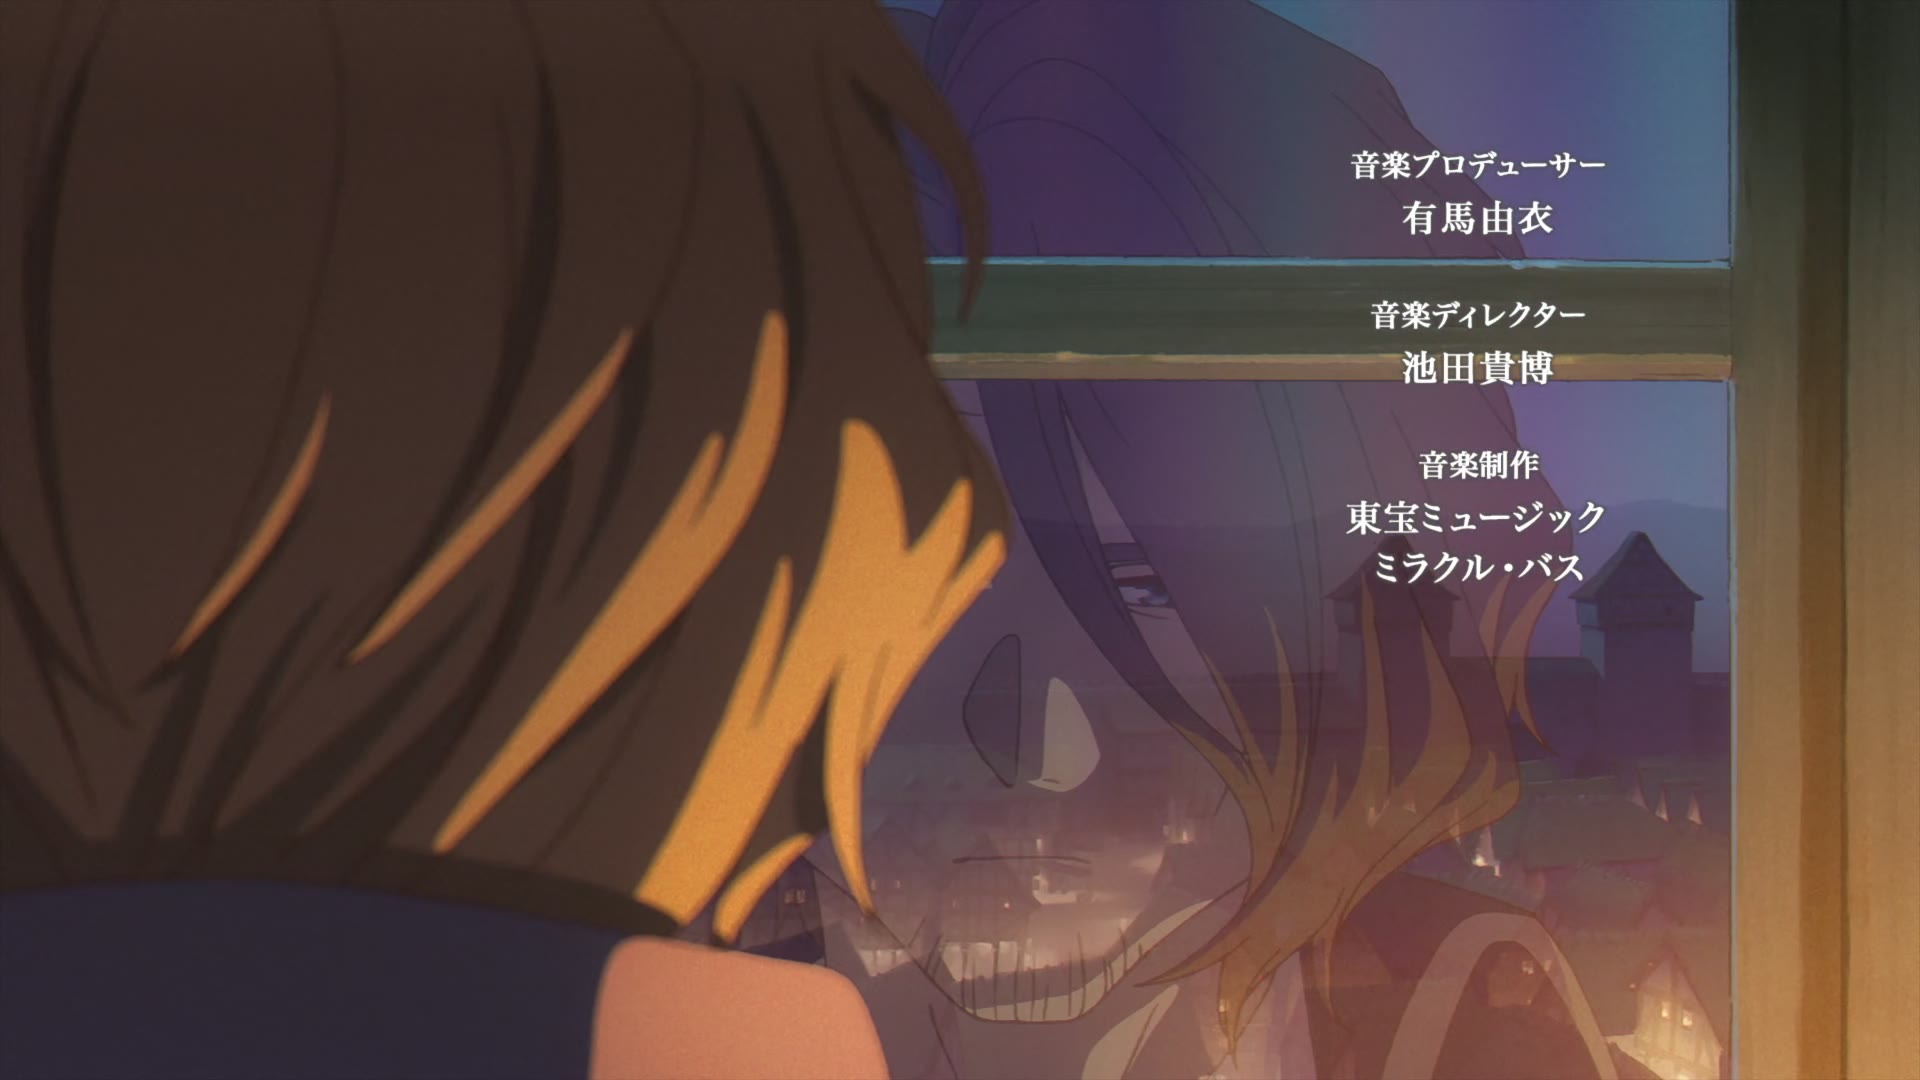 音楽プロデューサー
有馬由衣
音楽ディレクター
池田貴博
音楽制作
東宝ミュージック
ミラクル・バス